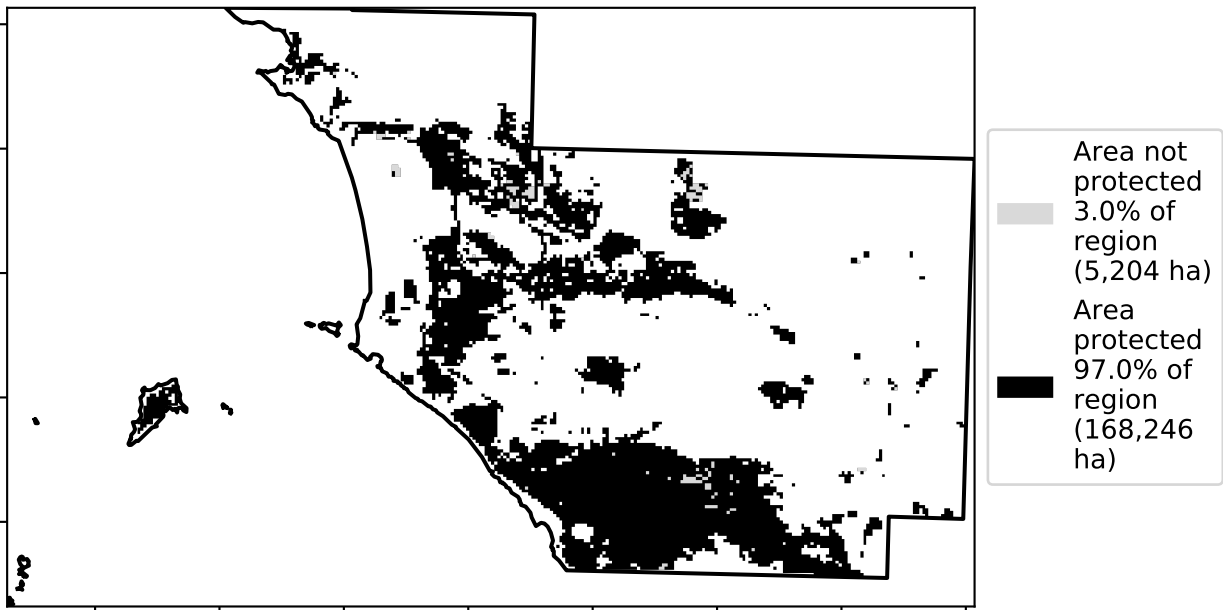 Area not
protected
3.0% of
region
(5,204 ha)
Area
protected
97.0% of
region
(168,246
ha)